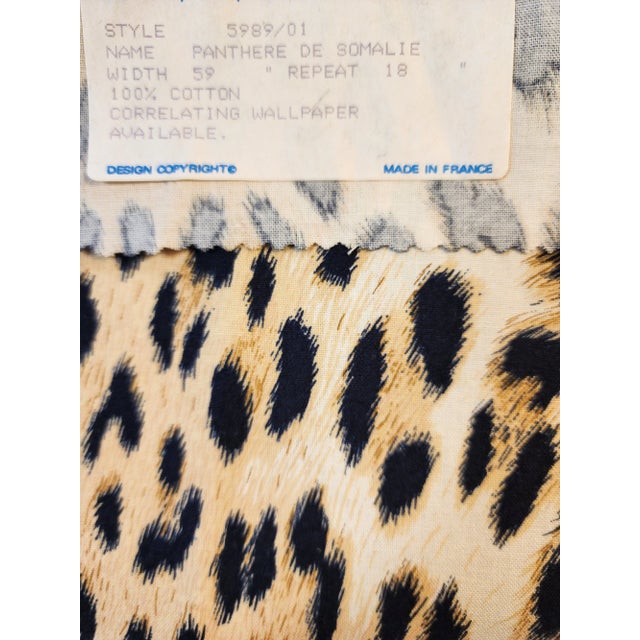 STYLE 5989/01
NAME PANTHERE DE SOMALIE
WIDTH 59 " REPEAT 18 "
100% COTTON
CORRELATING WALLPAPER
AVAILABLE.
DESIGN COPYRIGHT© MADE IN FRANCE